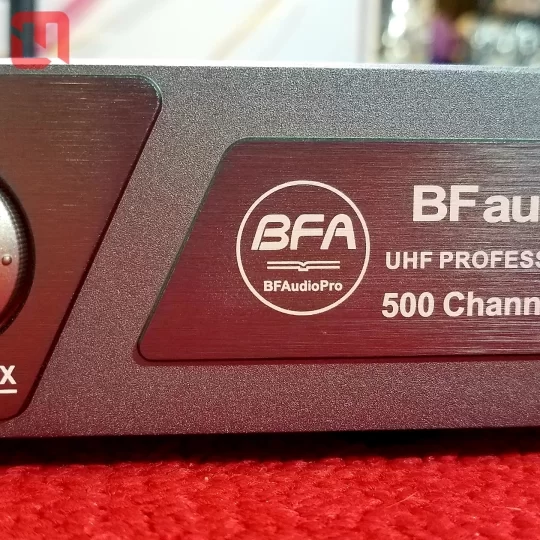 BFA
BFAudioPro
BFau
UHF PROFESS
500 Chann
X